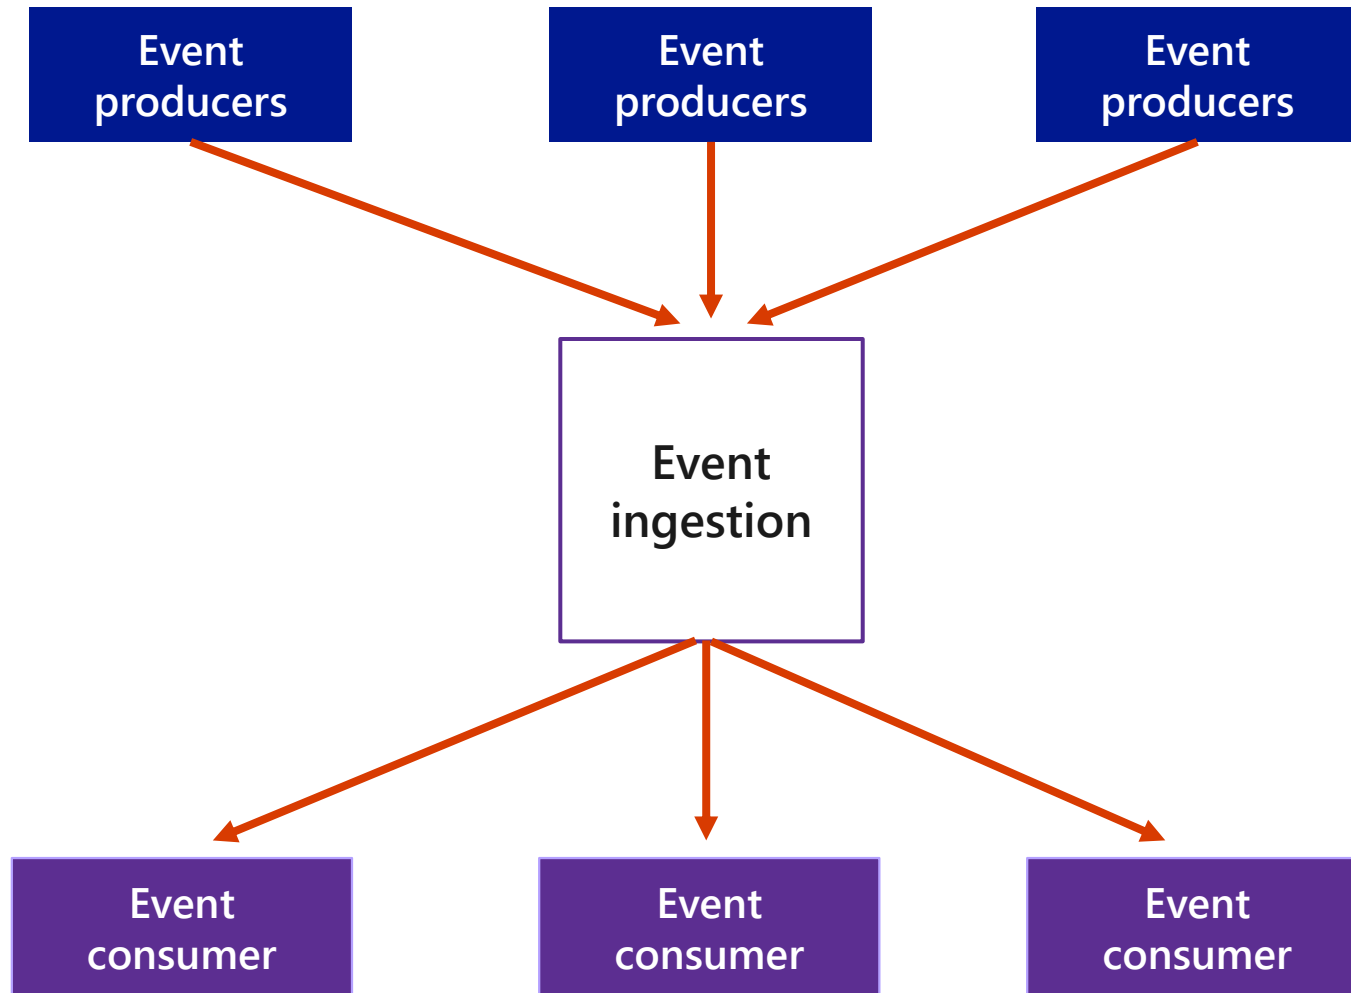 Event
producers
Event
producers
Event
producers
Event
ingestion
Event
consumer
Event
consumer
Event
consumer